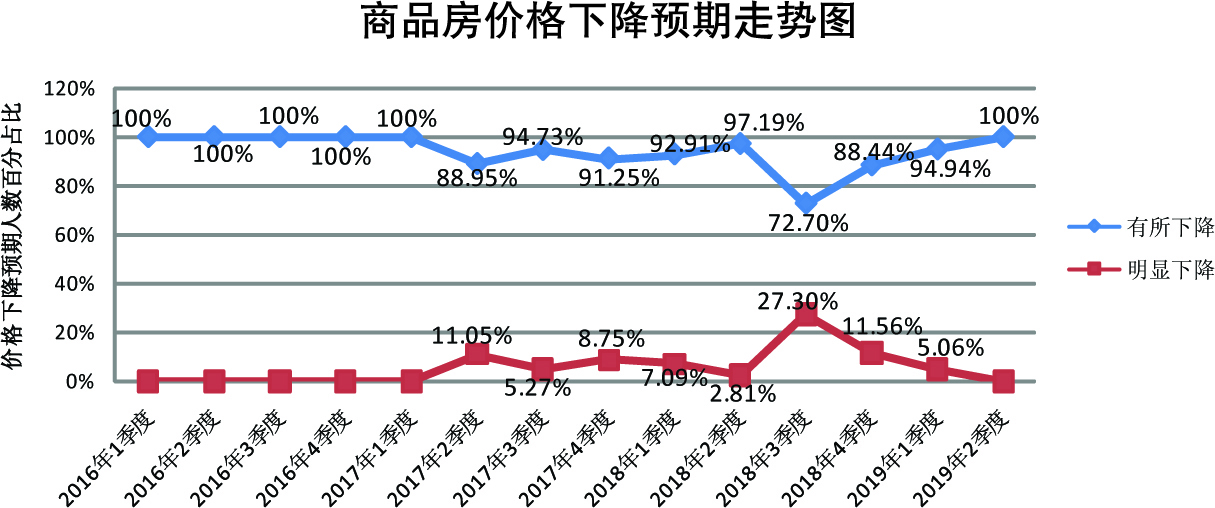 商品房价格下降预期走势图
价格下降预期人数百分占比
120%
100%
80%
60%
40%
20%
0%
100%
100%
100%
100%
100%
88.95%
94.73%
91.25%
92.91%
97.19%
72.70%
88.44%
94.94%
100%
11.05%
5.27%
8.75%
7.09%
2.81%
27.30%
11.56%
5.06%
2016年1季度
2016年2季度
2016年3季度
2016年4季度
2017年1季度
2017年2季度
2017年3季度
2017年4季度
2018年1季度
2018年2季度
2018年3季度
2018年4季度
2019年1季度
2019年2季度
有所下降
明显下降